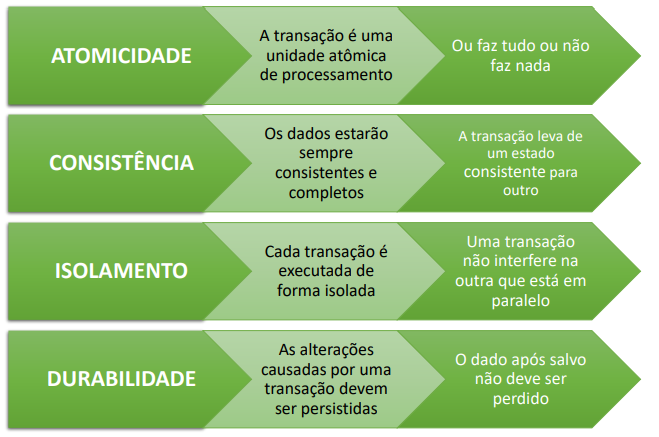 ATOMICIDADE
A transação é uma
unidade atômica
de processamento
Ou faz tudo ou não
faz nada
CONSISTÊNCIA
Os dados estarão
sempre
consistentes e
completos
A transação leva de
um estado
consistente para
outro
ISOLAMENTO
Cada transação é
executada de
forma isolada
Uma transação
não interfere na
outra que está em
paralelo
DURABILIDADE
As alterações
causadas por uma
transação devem
ser persistidas
O dado após salvo
não deve ser
perdido